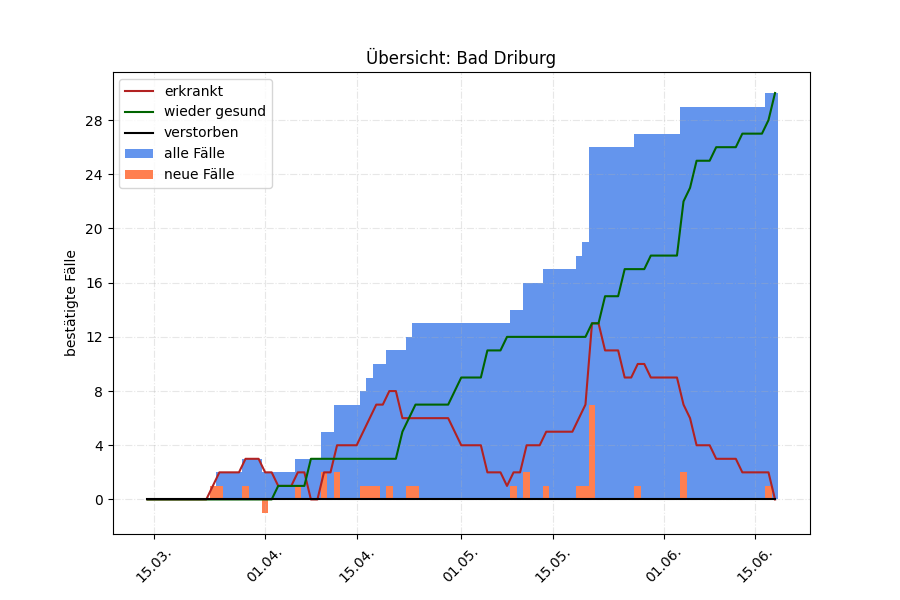 Übersicht: Bad Driburg
erkrankt
wieder gesund
verstorben
alle Fälle
neue Fälle
bestätigte Fälle
28
24
20
16
12
8
4
0
15.03.
01.04.
15.04.
01.05.
15.05.
01.06.
15.06.